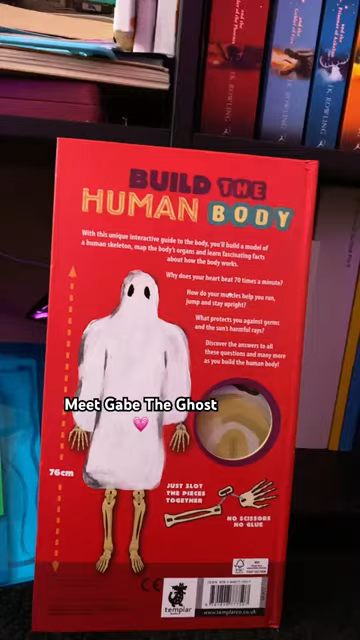 J.K. ROWLING
J.K. ROWLING
J.K. ROWLING
BUILD THE
HUMAN BODY
With this unique interactive guide to the body, you'll build a model of
a human skeleton, map the body's organs and learn fascinating facts
about how the body works.
Why does your heart beat 70 times a minute?
How do your muscles help you run,
jump and stay upright?
What protects you against germs
and the sun's harmful rays?
Discover the answers to all
these questions and many more
as you build the human body!
Meet Gabe The Ghost
76cm
JUST SLOT
THE PIECES
TOGETHER
NO SCISSORS
NO GLUE
CE
templar
www.templarco.co.uk
FSC